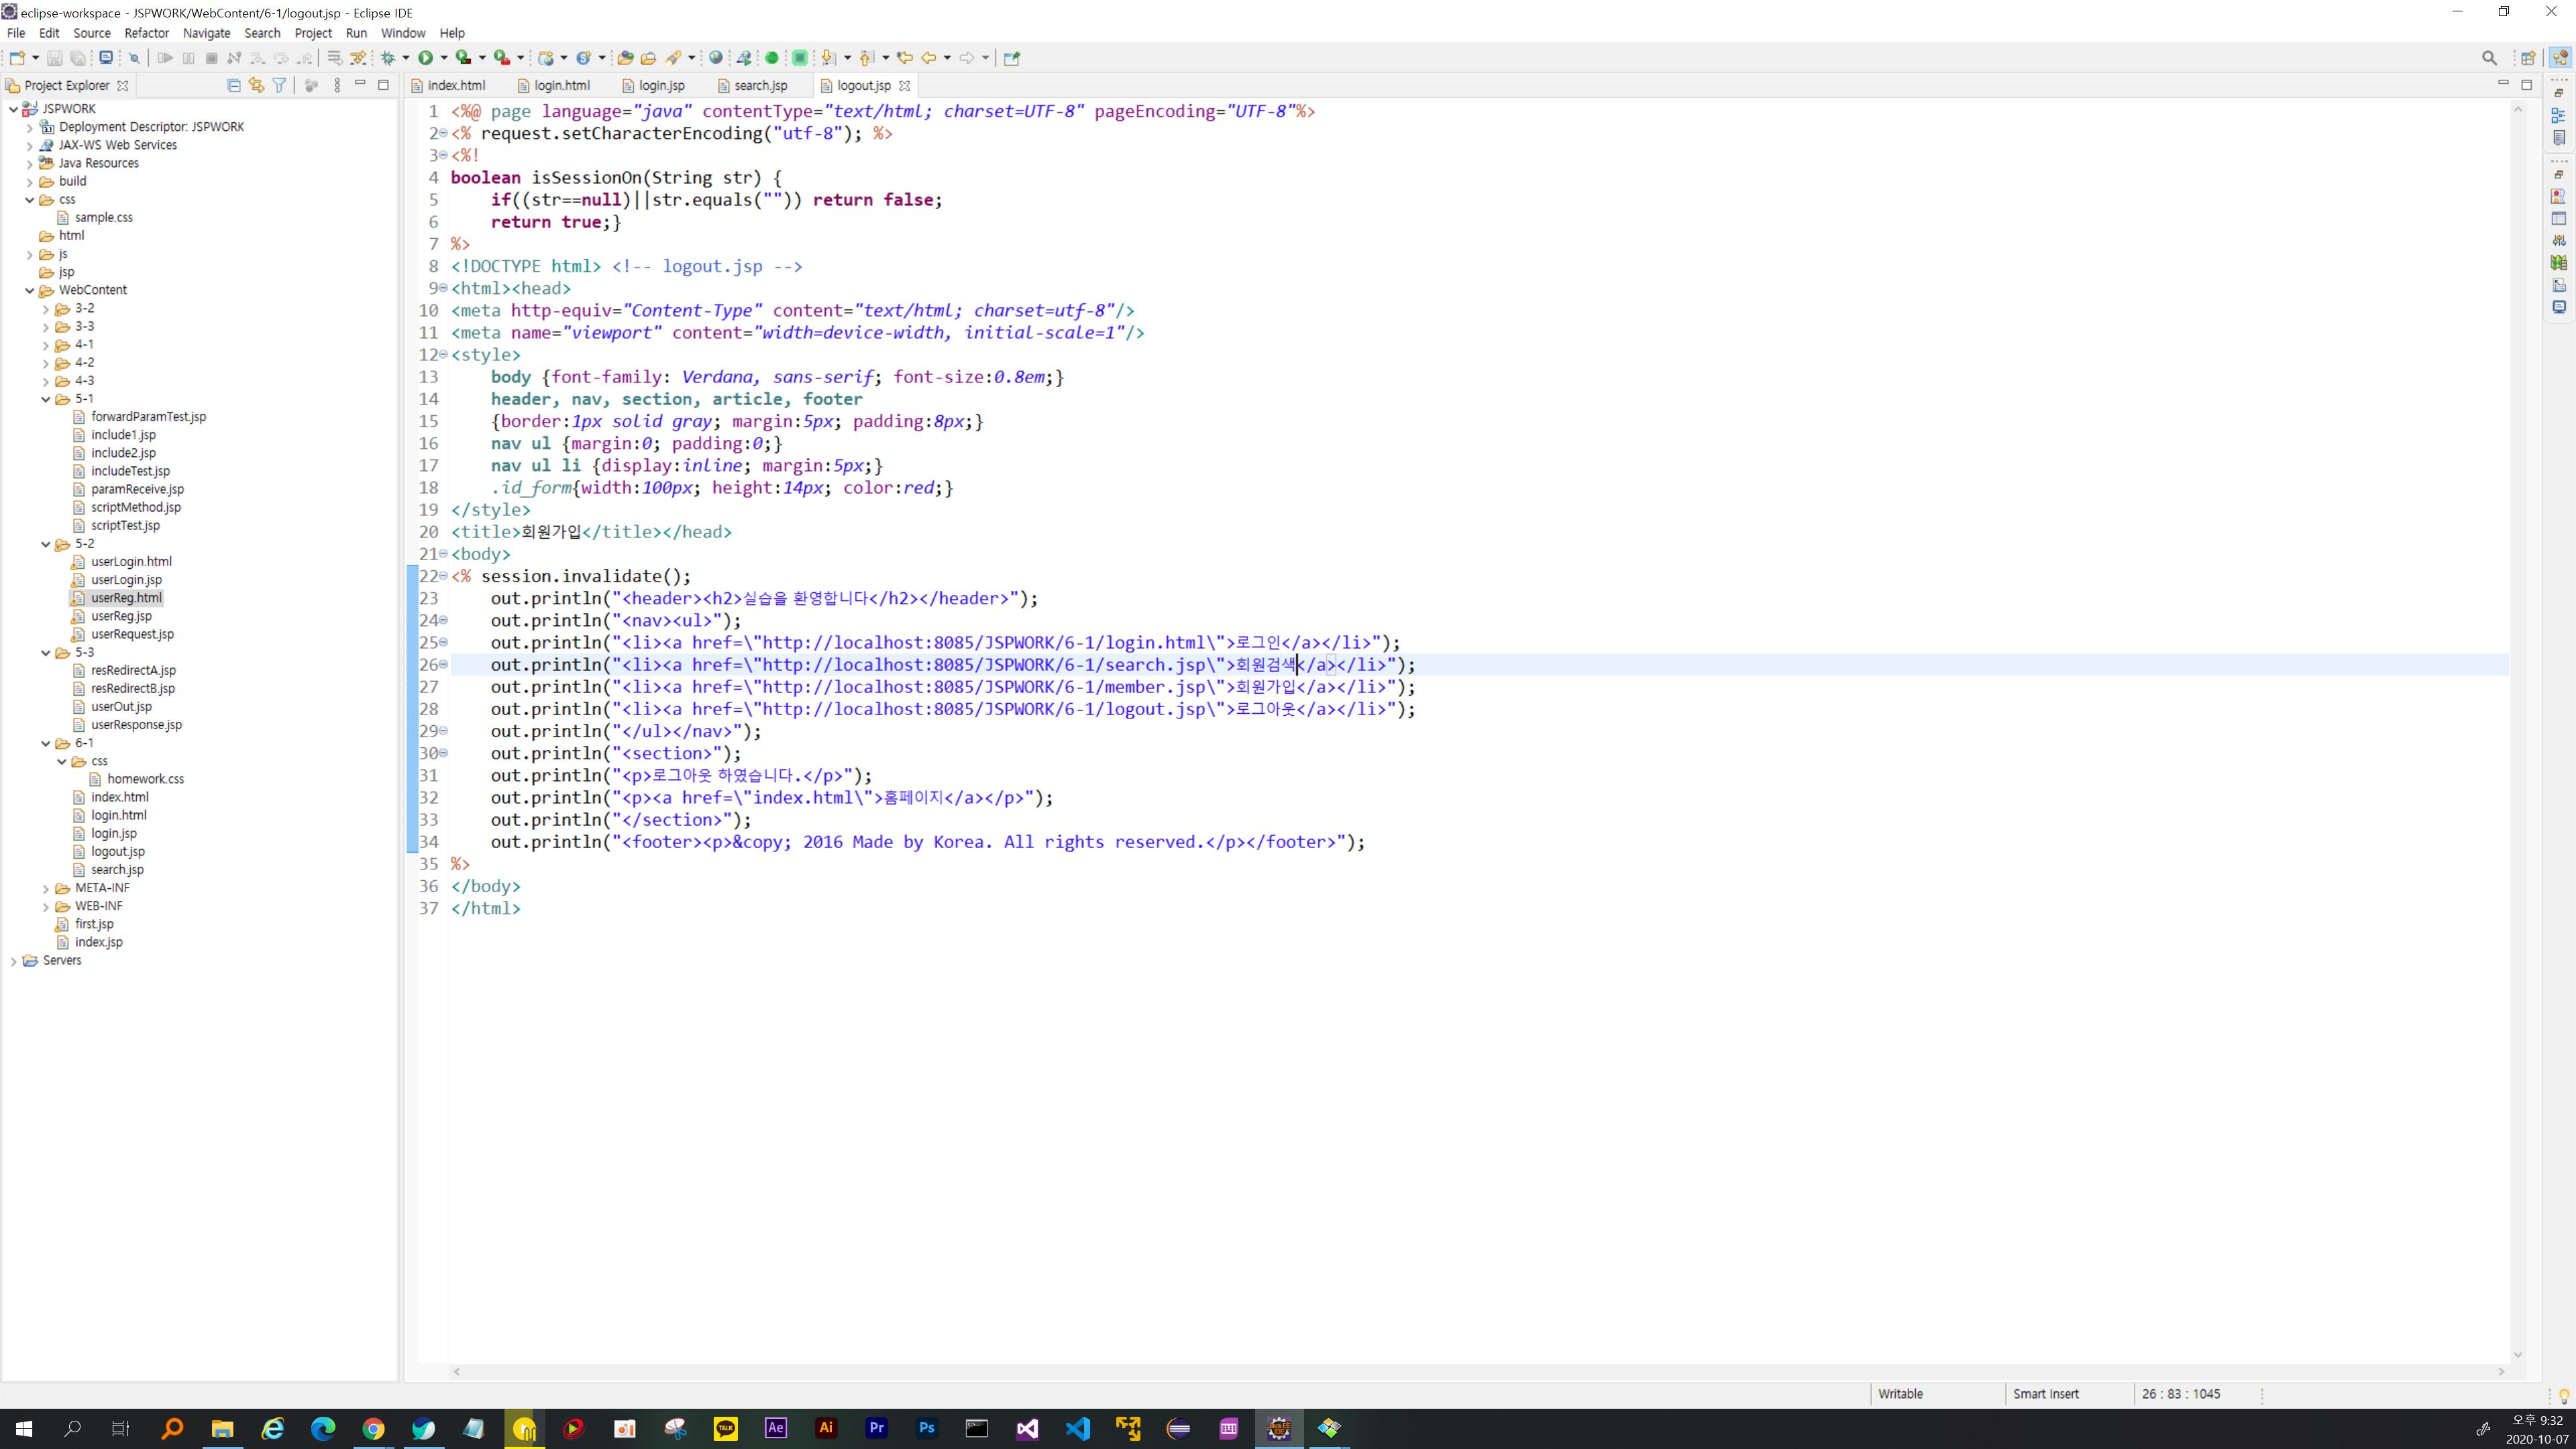 eclipse-workspace - JSPWORK/WebContent/6-1/logout.jsp - Eclipse IDE
File Edit Source Refactor Navigate Search Project Run Window Help
Project Explorer
index.html login.html login.jsp search.jsp logout.jsp
JSPWORK
Deployment Descriptor: JSPWORK
JAX-WS Web Services
Java Resources
build
css
sample.css
html
js
jsp
WebContent
3-2
3-3
4-1
4-2
4-3
5-1
forwardParamTest.jsp
include1.jsp
include2.jsp
includeTest.jsp
paramReceive.jsp
scriptMethod.jsp
scriptTest.jsp
5-2
userLogin.html
userLogin.jsp
userReg.html
userReg.jsp
userRequest.jsp
5-3
resRedirectA.jsp
resRedirectB.jsp
userOut.jsp
userResponse.jsp
6-1
css
homework.css
index.html
login.html
login.jsp
logout.jsp
search.jsp
META-INF
WEB-INF
first.jsp
index.jsp
Servers
1 <%@ page language="java" contentType="text/html; charset=UTF-8" pageEncoding="UTF-8"%>
2 <% request.setCharacterEncoding("utf-8"); %>
3 <%!
4 boolean isSessionOn(String str) {
5 if((str==null)||str.equals("")) return false;
6 return true;}
7 %>
8 <!DOCTYPE html> <!-- logout.jsp -->
9 <html><head>
10 <meta http-equiv="Content-Type" content="text/html; charset=utf-8"/>
11 <meta name="viewport" content="width=device-width, initial-scale=1"/>
12 <style>
13 body {font-family: Verdana, sans-serif; font-size:0.8em;}
14 header, nav, section, article, footer
15 {border:1px solid gray; margin:5px; padding:8px;}
16 nav ul {margin:0; padding:0;}
17 nav ul li {display:inline; margin:5px;}
18 .id_form{width:100px; height:14px; color:red;}
19 </style>
20 <title>회원가입</title></head>
21 <body>
22 <% session.invalidate();
23 out.println("<header><h2>실습을 환영합니다</h2></header>");
24 out.println("<nav><ul>");
25 out.println("<li><a href=\"http://localhost:8085/JSPWORK/6-1/login.html\">로그인</a></li>");
26 out.println("<li><a href=\"http://localhost:8085/JSPWORK/6-1/search.jsp\">회원검색</a></li>");
27 out.println("<li><a href=\"http://localhost:8085/JSPWORK/6-1/member.jsp\">회원가입</a></li>");
28 out.println("<li><a href=\"http://localhost:8085/JSPWORK/6-1/logout.jsp\">로그아웃</a></li>");
29 out.println("</ul></nav>");
30 out.println("<section>");
31 out.println("<p>로그아웃 하였습니다.</p>");
32 out.println("<p><a href=\"index.html\">홈페이지</a></p>");
33 out.println("</section>");
34 out.println("<footer><p>&copy; 2016 Made by Korea. All rights reserved.</p></footer>");
35 %>
36 </body>
37 </html>
Writable Smart Insert 26 : 83 : 1045
TALK Ae Ai Pr Ps
오후 9:32
2020-10-07